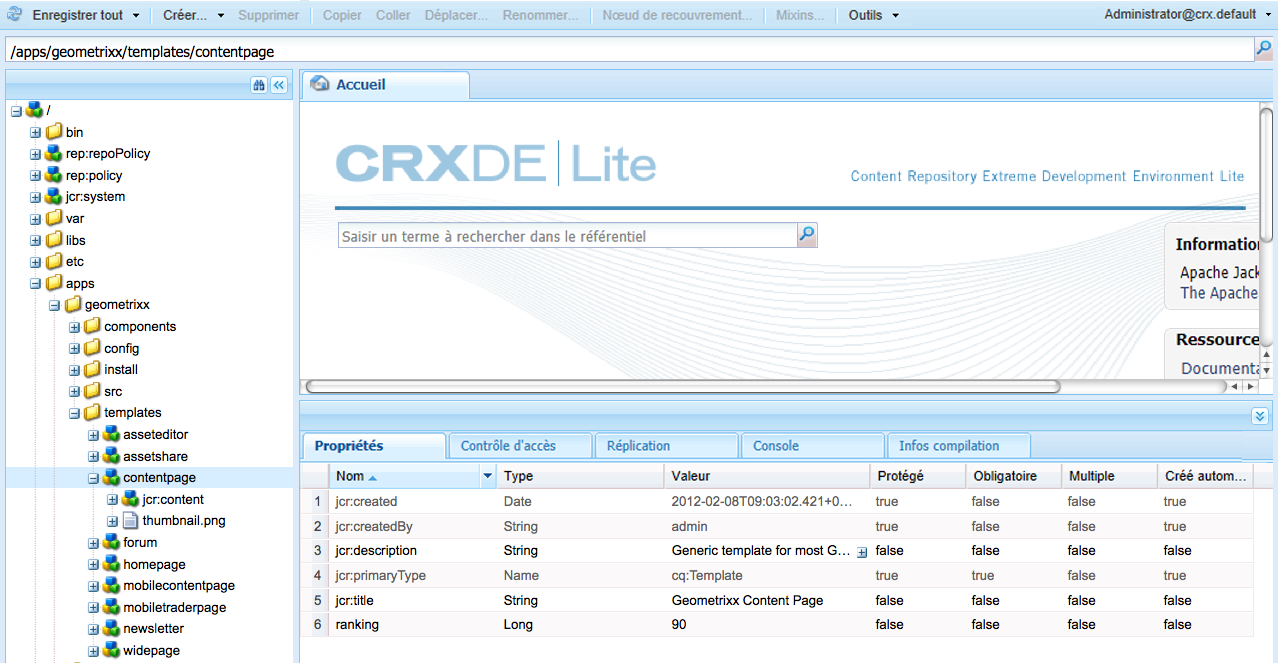 Enregistrer tout Créer... Supprimer Copier Coller Déplacer... Renommer... Nœud de recouvrement... Mixins... Outils Administrator@crx.default
/apps/geometrixx/templates/contentpage
/
bin
rep:repoPolicy
rep:policy
jcr:system
var
libs
etc
apps
geometrixx
components
config
install
src
templates
asseteditor
assetshare
contentpage
jcr:content
thumbnail.png
forum
homepage
mobilecontentpage
mobiletraderpage
newsletter
widepage
Accueil
CRXDE Lite
Content Repository Extreme Development Environment Lite
Saisir un terme à rechercher dans le référentiel
Information
Apache Jack
The Apache
Ressource
Documenta
Propriétés Contrôle d'accès Réplication Console Infos compilation
Nom Type Valeur Protégé Obligatoire Multiple Créé autom...
1 jcr:created Date 2012-02-08T09:03:02.421+0... true false false true
2 jcr:createdBy String admin true false false true
3 jcr:description String Generic template for most G... false false false false
4 jcr:primaryType Name cq:Template true true false true
5 jcr:title String Geometrixx Content Page false false false false
6 ranking Long 90 false false false false